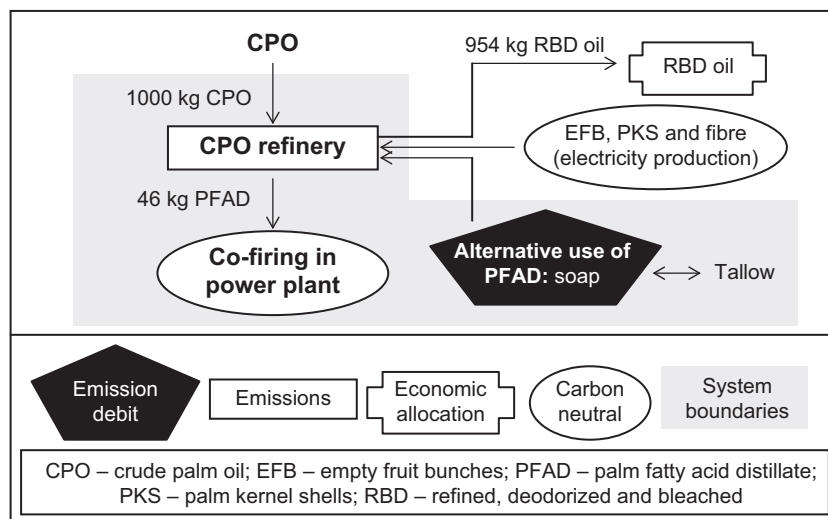 CPO
954 kg RBD oil
RBD oil
1000 kg CPO
CPO refinery
EFB, PKS and fibre
(electricity production)
46 kg PFAD
Co-firing in
power plant
Alternative use of
PFAD: soap
Tallow
Emission
debit
Emissions
Economic
allocation
Carbon
neutral
System
boundaries
CPO – crude palm oil; EFB – empty fruit bunches; PFAD – palm fatty acid distillate;
PKS – palm kernel shells; RBD – refined, deodorized and bleached